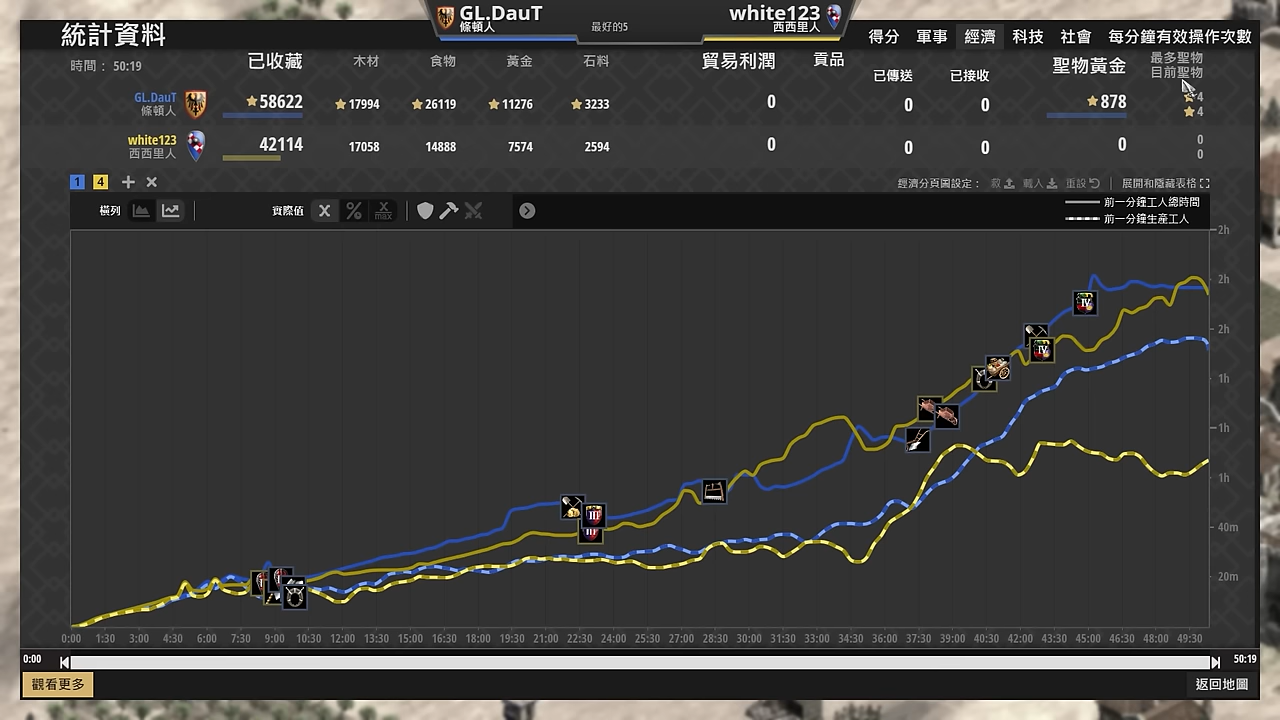 GL.DauT
條頓人
最好的5
white123
西西里人
統計資料
得分 軍事 經濟 科技 社會 每分鐘有效操作次數
時間： 50:19
已收藏 木材 食物 黃金 石料 貿易利潤 貢品 已傳送 已接收 聖物黃金 最多聖物
目前聖物
GL.DauT
條頓人
58622 17994 26119 11276 3233 0 0 0 878 4
4
white123
西西里人
42114 17058 14888 7574 2594 0 0 0 0 0
0
1 4
經濟分頁圖設定： 載入 重設 展開和隱藏表格
橫列 實際值 X % X max
前一分鐘工人總時間
前一分鐘生產工人
2h
2h
2h
1h
1h
1h
40m
20m
0:00 1:30 3:00 4:30 6:00 7:30 9:00 10:30 12:00 13:30 15:00 16:30 18:00 19:30 21:00 22:30 24:00 25:30 27:00 28:30 30:00 31:30 33:00 34:30 36:00 37:30 39:00 40:30 42:00 43:30 45:00 46:30 48:00 49:30
0:00 50:19
觀看更多 返回地圖